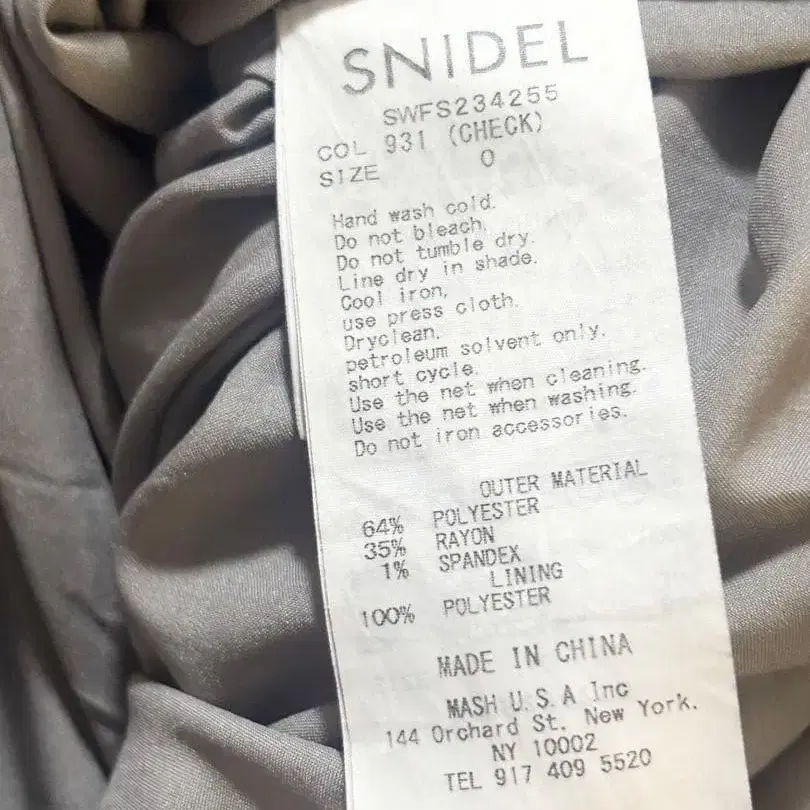 SNIDEL
SWFS234255
COL 931 (CHECK)
SIZE 0
Hand wash cold.
Do not bleach.
Do not tumble dry.
Line dry in shade.
Cool iron,
use press cloth.
Dryclean,
petroleum solvent only.
short cycle.
Use the net when cleaning.
Use the net when washing.
Do not iron accessories.
OUTER MATERIAL
64% POLYESTER
35% RAYON
1% SPANDEX
LINING
100% POLYESTER
MADE IN CHINA
MASH U.S.A Inc
144 Orchard St. New York.
NY 10002
TEL 917 409 5520